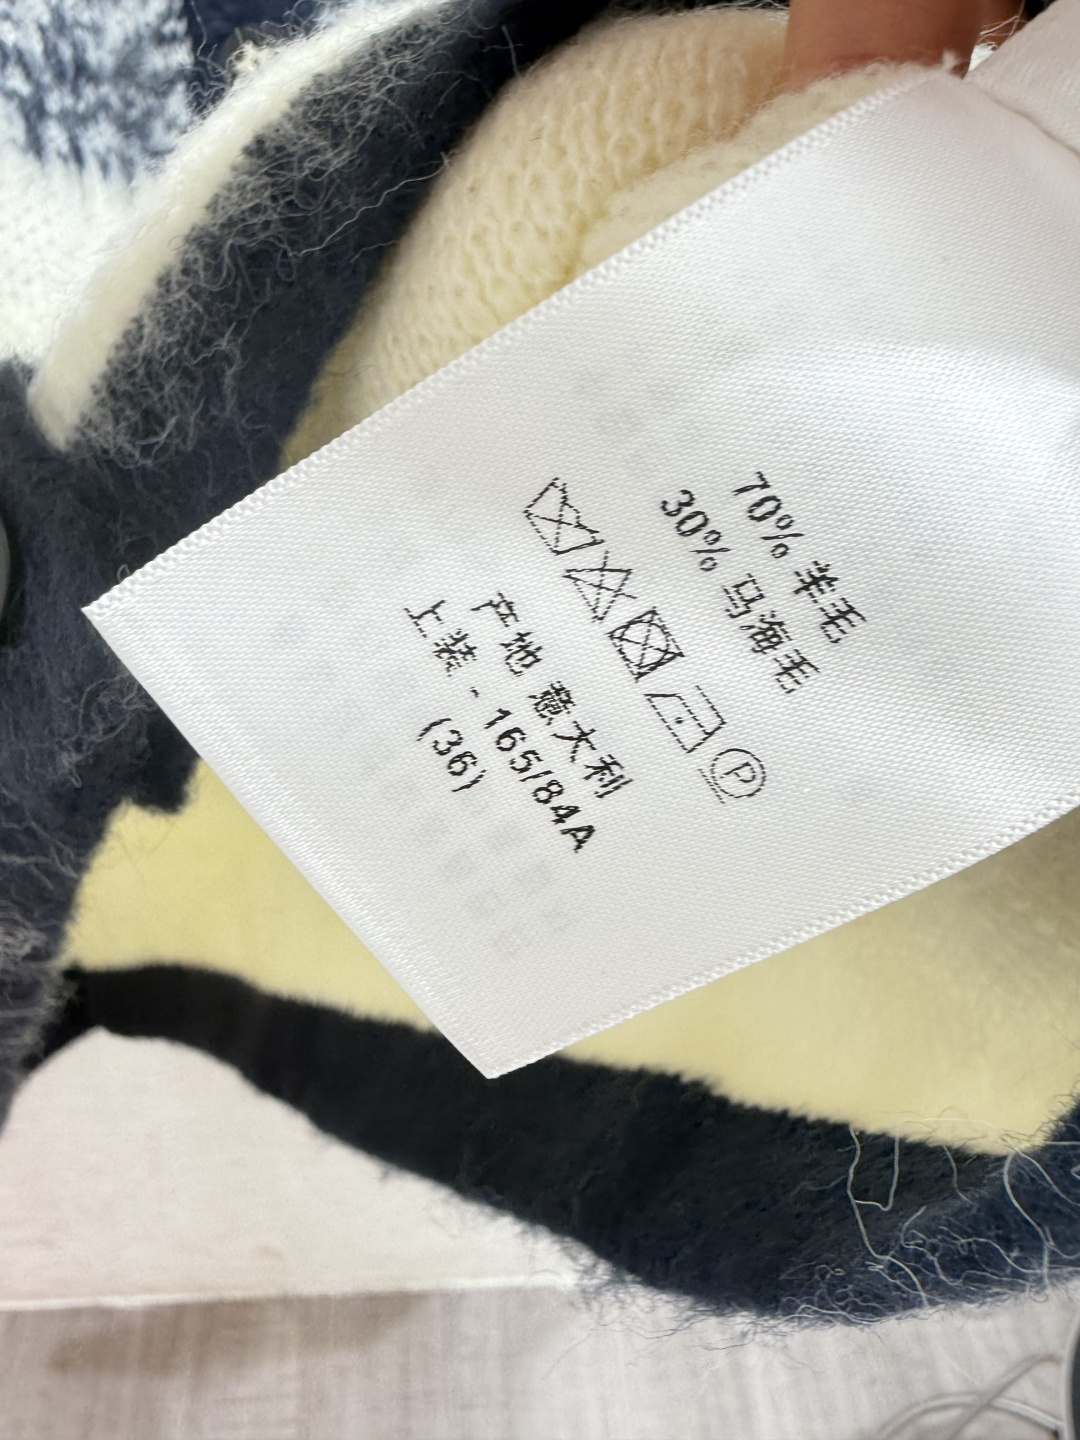 70% 羊毛
30% 马海毛
P
产地 意大利
上装 - 165/84A
(36)